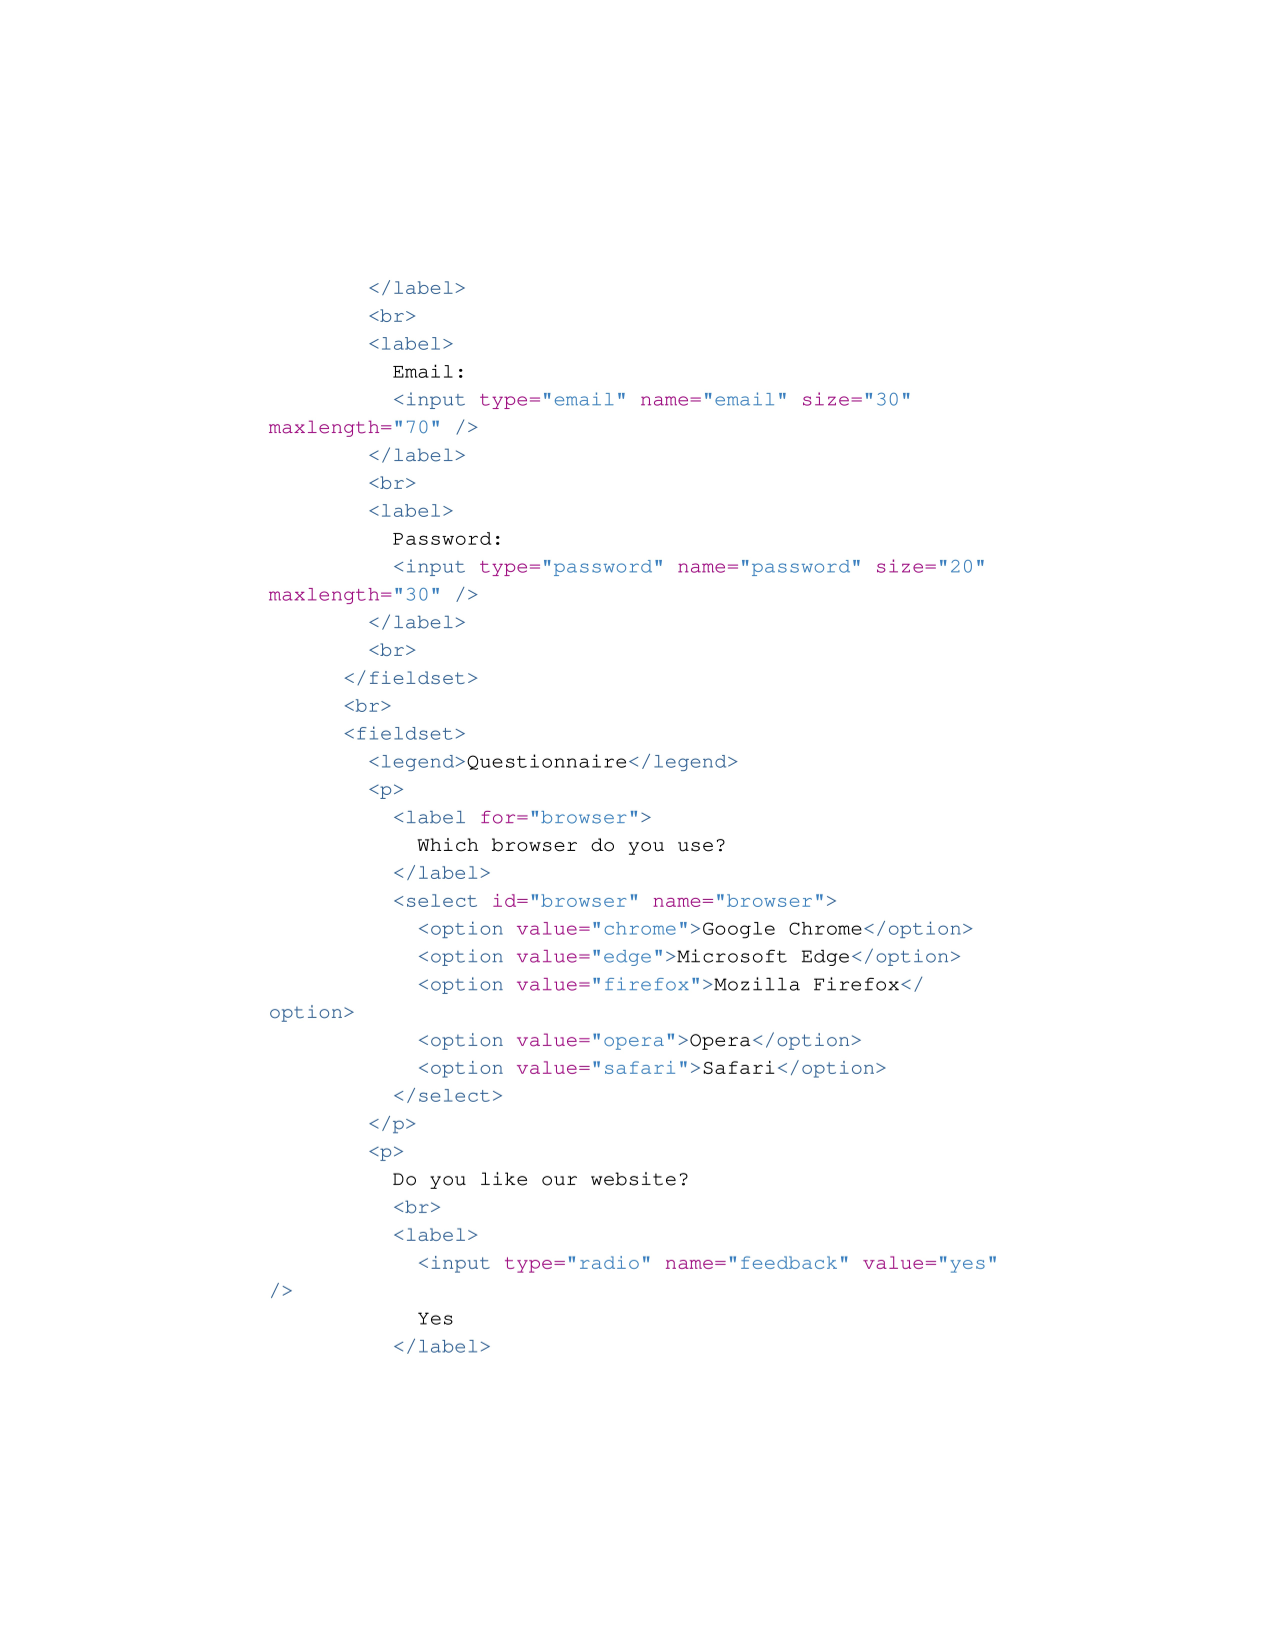 </label>
<br>
<label>
Email:
<input type="email" name="email" size="30"
maxlength="70" />
</label>
<br>
<label>
Password:
<input type="password" name="password" size="20"
maxlength="30" />
</label>
<br>
</fieldset>
<br>
<fieldset>
<legend>Questionnaire</legend>
<p>
<label for="browser">
Which browser do you use?
</label>
<select id="browser" name="browser">
<option value="chrome">Google Chrome</option>
<option value="edge">Microsoft Edge</option>
<option value="firefox">Mozilla Firefox</
option>
<option value="opera">Opera</option>
<option value="safari">Safari</option>
</select>
</p>
<p>
Do you like our website?
<br>
<label>
<input type="radio" name="feedback" value="yes"
/>
Yes
</label>